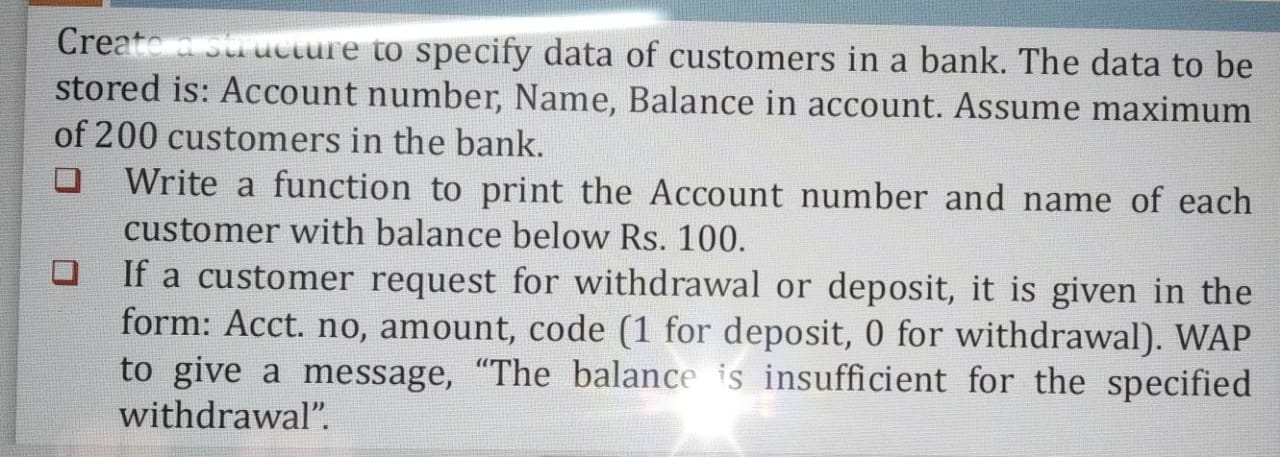 Create a structure to specify data of customers in a bank. The data to be
stored is: Account number, Name, Balance in account. Assume maximum
of 200 customers in the bank.
Write a function to print the Account number and name of each
customer with balance below Rs. 100.
If a customer request for withdrawal or deposit, it is given in the
form: Acct. no, amount, code (1 for deposit, 0 for withdrawal). WAP
to give a message, “The balance is insufficient for the specified
withdrawal”.